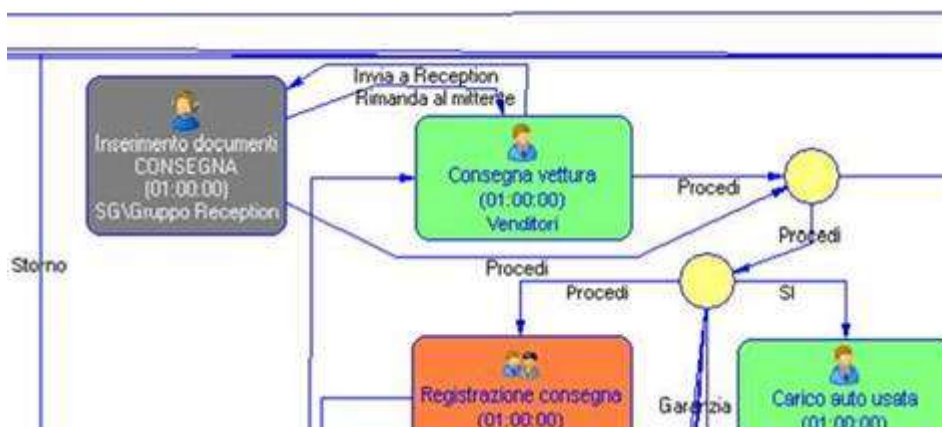 Invia a Reception
Rimanda al mittente
Inserimento documenti
CONSEGNA
(01:00:00)
SG\Gruppo Reception
Consegna vettura
(01:00:00)
Venditori
Procedi
Procedi
Storno
Procedi
Procedi
SI
Registrazione consegna
(01:00:00)
Garanzia
Carico auto usata
(01:00:00)